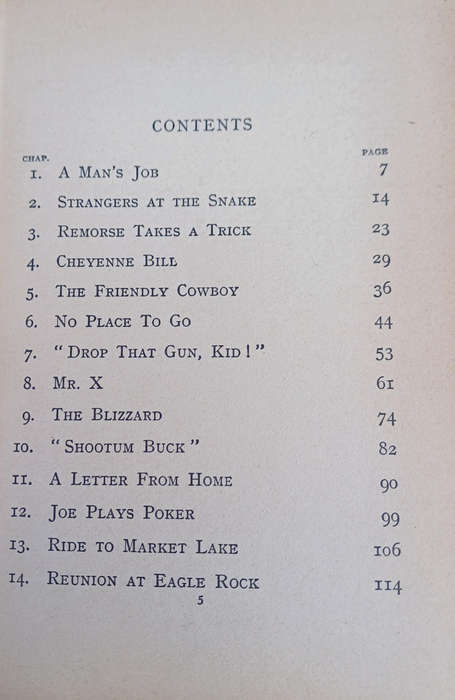 CONTENTS
CHAP. PAGE
1. A Man's Job 7
2. Strangers at the Snake 14
3. Remorse Takes a Trick 23
4. Cheyenne Bill 29
5. The Friendly Cowboy 36
6. No Place To Go 44
7. "Drop That Gun, Kid!" 53
8. Mr. X 61
9. The Blizzard 74
10. "Shootum Buck" 82
11. A Letter From Home 90
12. Joe Plays Poker 99
13. Ride to Market Lake 106
14. Reunion at Eagle Rock 114
5